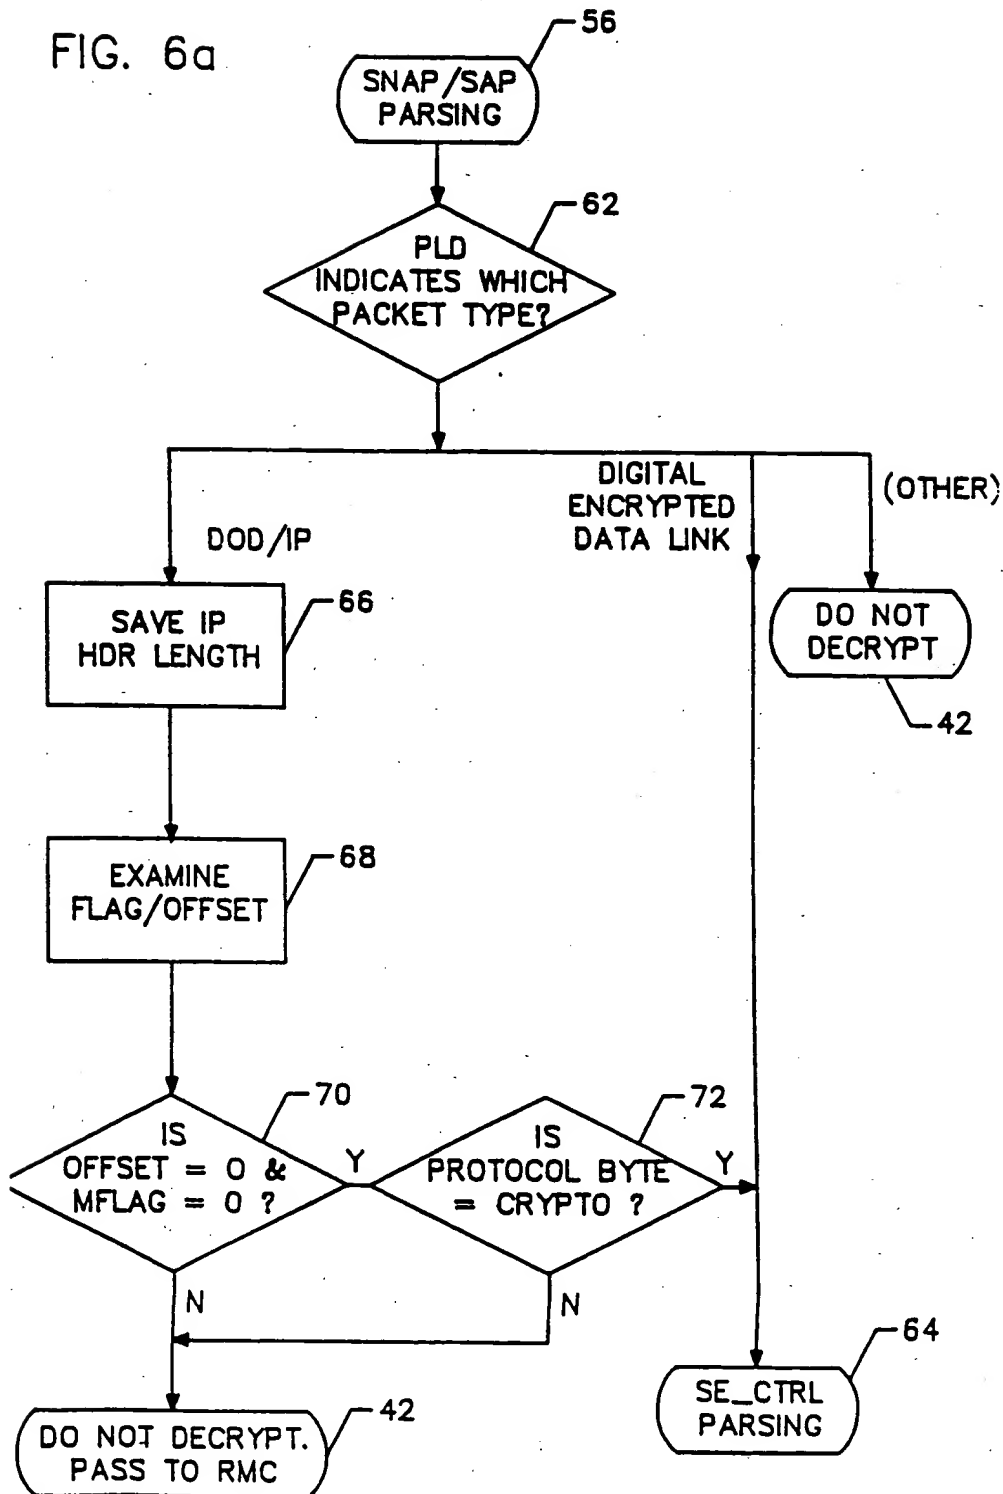 FIG. 6a
56
SNAP/SAP
PARSING
62
PLD
INDICATES WHICH
PACKET TYPE?
DIGITAL
ENCRYPTED
DATA LINK
(OTHER)
DOD/IP
66
SAVE IP
HDR LENGTH
DO NOT
DECRYPT
42
68
EXAMINE
FLAG/OFFSET
70
IS
OFFSET = 0 &
MFLAG = 0 ?
Y
72
IS
PROTOCOL BYTE
= CRYPTO ?
Y
N
N
64
SE_CTRL
PARSING
42
DO NOT DECRYPT.
PASS TO RMC